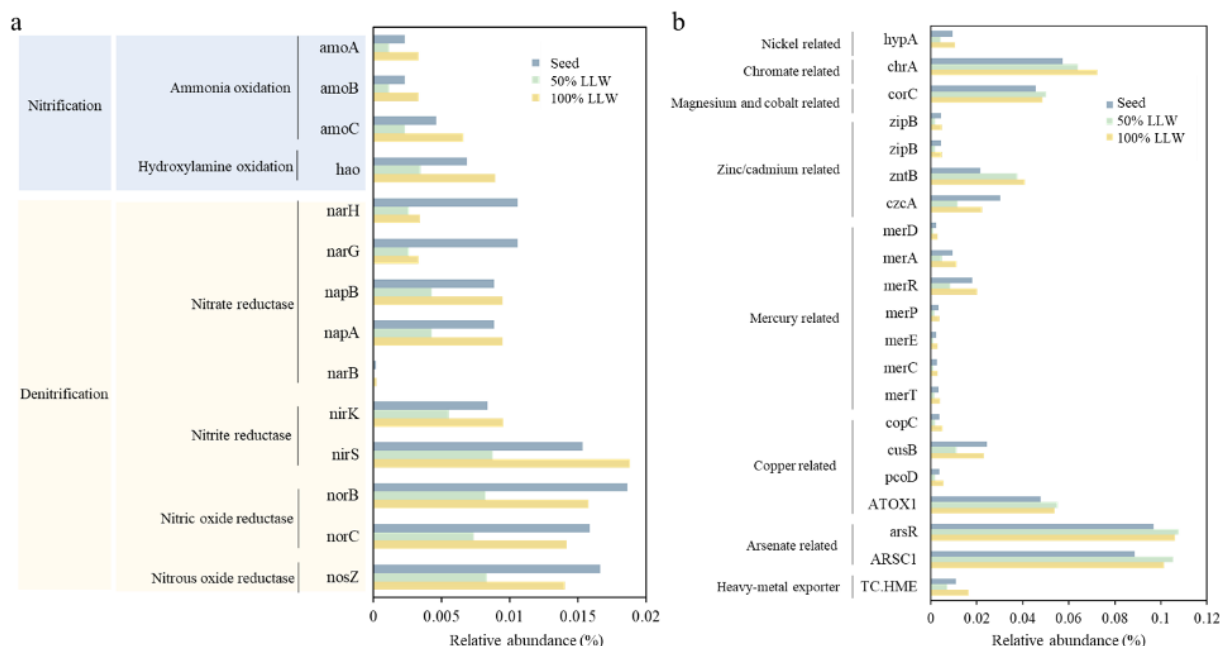 a
Nitrification
Ammonia oxidation
Hydroxylamine oxidation
amoA
amoB
amoC
hao
Denitrification
Nitrate reductase
Nitrite reductase
Nitric oxide reductase
Nitrous oxide reductase
narH
narG
napB
napA
narB
nirK
nirS
norB
norC
nosZ
Seed
50% LLW
100% LLW
0 0.005 0.01 0.015 0.02
Relative abundance (%)
b
Nickel related
Chromate related
Magnesium and cobalt related
Zinc/cadmium related
Mercury related
Copper related
Arsenate related
Heavy-metal exporter
hypA
chrA
corC
zipB
zipB
zntB
czcA
merD
merA
merR
merP
merE
merC
merT
copC
cusB
pcoD
ATOX1
arsR
ARSC1
TC.HME
Seed
50% LLW
100% LLW
0 0.02 0.04 0.06 0.08 0.1 0.12
Relative abundance (%)